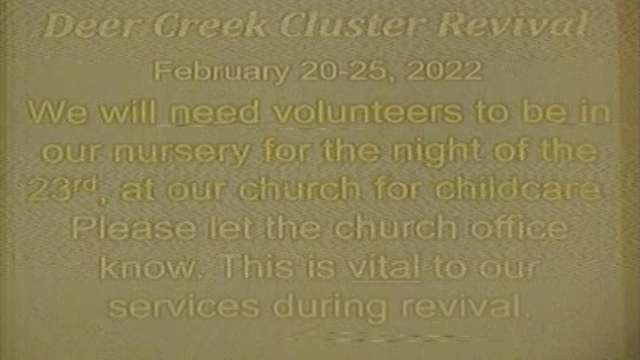 Deer Creek Cluster Revival
February 20-25, 2022
We will need volunteers to be in
our nursery for the night of the
23rd, at our church for childcare.
Please let the church office
know. This is vital to our
services during revival.